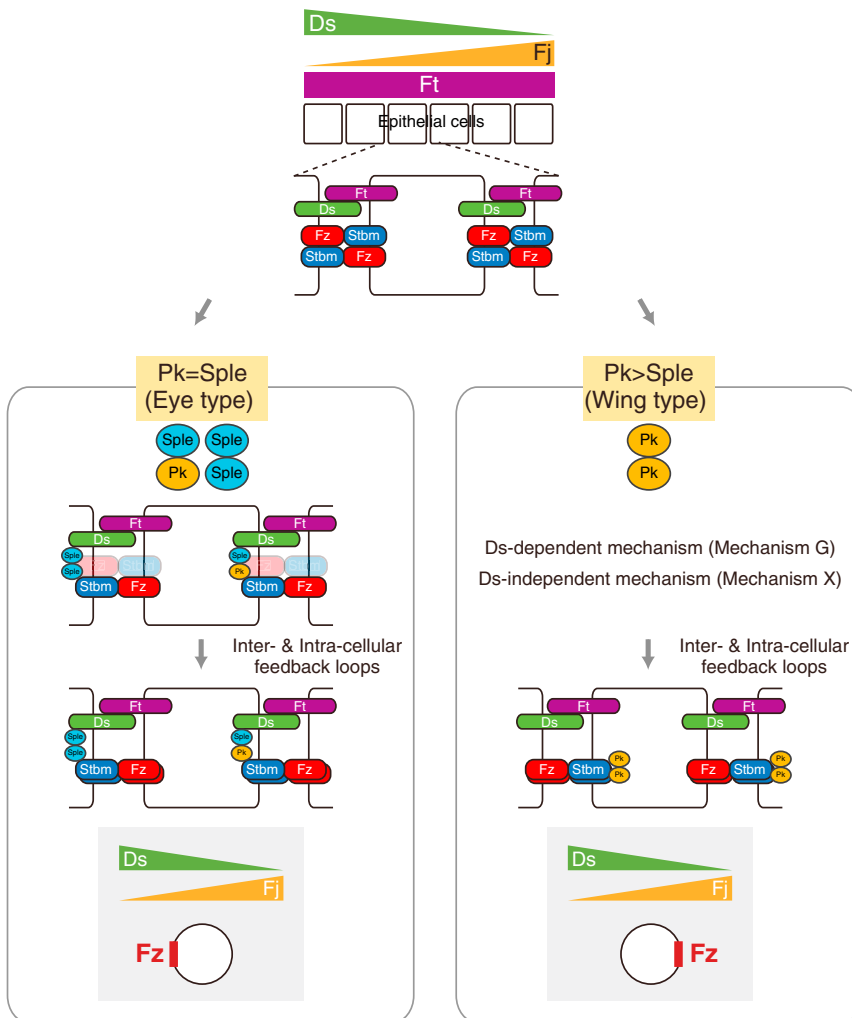 Ds
Fj
Ft
Epithelial cells
Ft Ft
Ds Ds
Fz Stbm Fz Stbm
Stbm Fz Stbm Fz
Pk=Sple
(Eye type)
Sple Sple
Pk Sple
Ft Ft
Ds Ds
Sple Fz Stbm Sple
Sple Pk
Stbm Fz Stbm Fz
Inter- & Intra-cellular
feedback loops
Ft Ft
Ds Ds
Sple Sple
Sple Pk
Stbm Fz Stbm Fz
Ds
Fj
Fz
Pk>Sple
(Wing type)
Pk
Pk
Ds-dependent mechanism (Mechanism G)
Ds-independent mechanism (Mechanism X)
Inter- & Intra-cellular
feedback loops
Ft Ft
Ds Ds
Pk Pk
Fz Stbm Pk Fz Stbm Pk
Ds
Fj
Fz